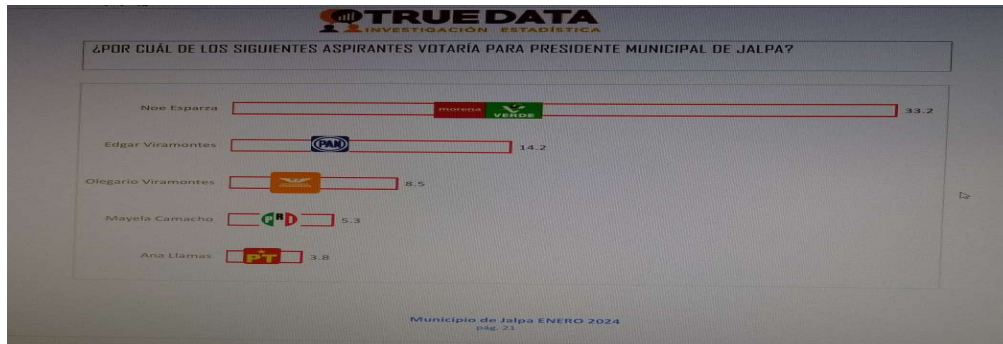 TRUEDATA
INVESTIGACIÓN ESTADÍSTICA
¿POR CUÁL DE LOS SIGUIENTES ASPIRANTES VOTARÍA PARA PRESIDENTE MUNICIPAL DE JALPA?
Noe Esparza morena VERDE 33.2
Edgar Viramontes PAN 14.2
Olegario Viramontes 8.5
Mayela Camacho PRI 5.3
Ana Llamas PT 3.8
Municipio de Jalpa ENERO 2024
pág. 21